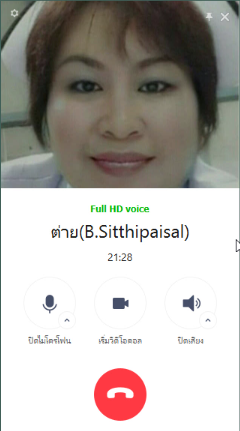 Full HD voice
ต่าย(B.Sitthipaisal)
21:28
ปิดไมโครโฟน
เริ่มวิดีโอคอล
ปิดเสียง